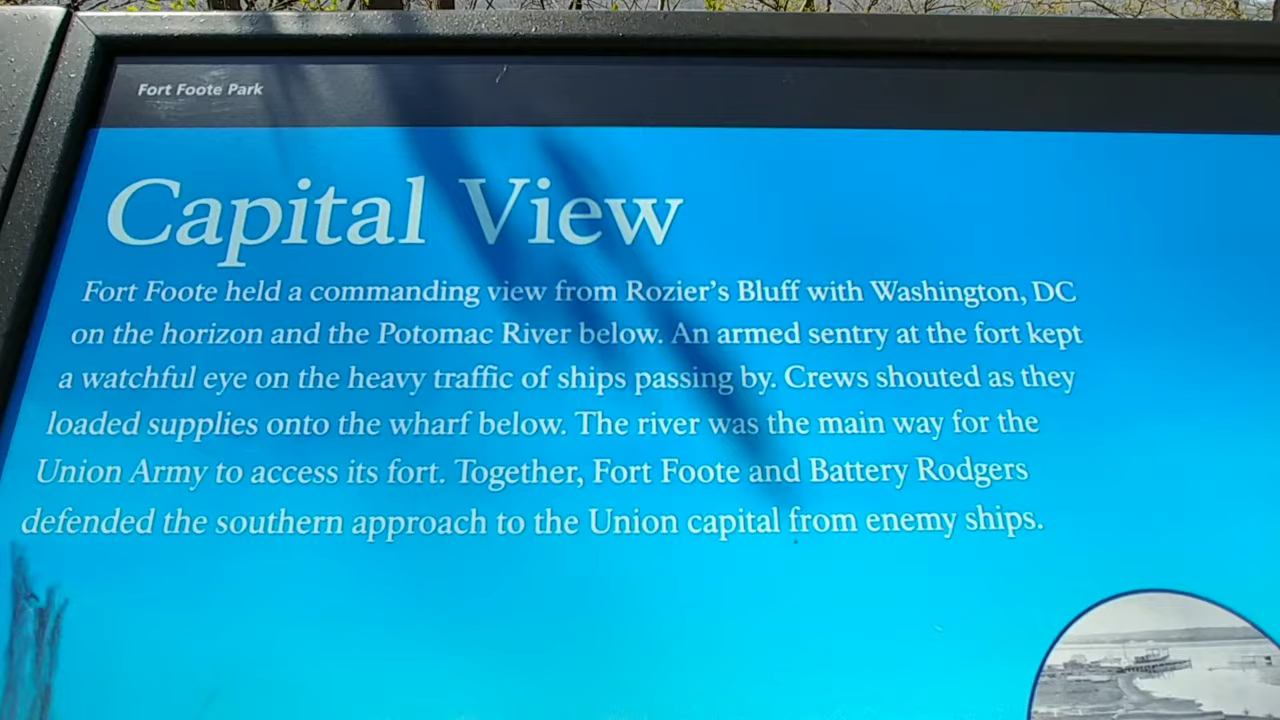 Fort Foote Park
Capital View
Fort Foote held a commanding view from Rozier's Bluff with Washington, DC
on the horizon and the Potomac River below. An armed sentry at the fort kept
a watchful eye on the heavy traffic of ships passing by. Crews shouted as they
loaded supplies onto the wharf below. The river was the main way for the
Union Army to access its fort. Together, Fort Foote and Battery Rodgers
defended the southern approach to the Union capital from enemy ships.